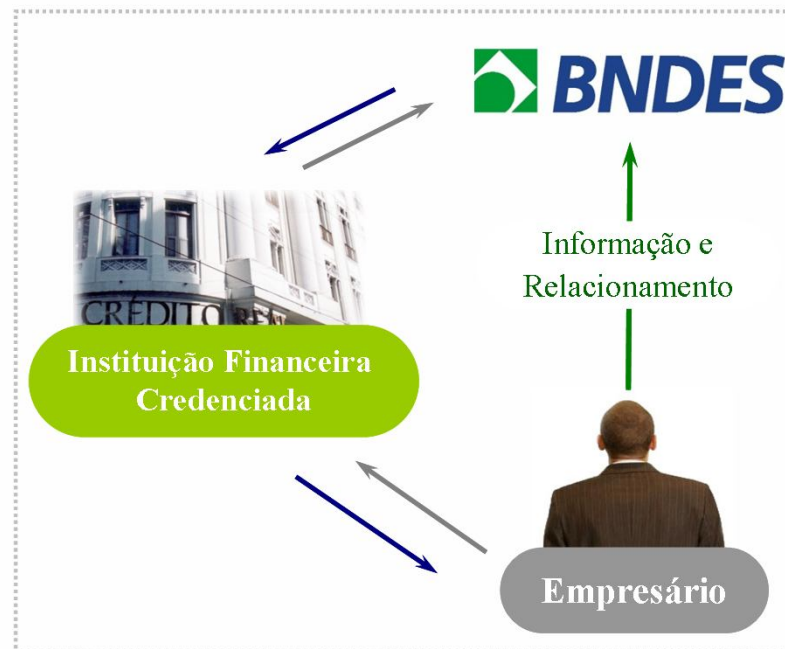 BNDES
Informação e
Relacionamento
CRÉDITO
Instituição Financeira
Credenciada
Empresário